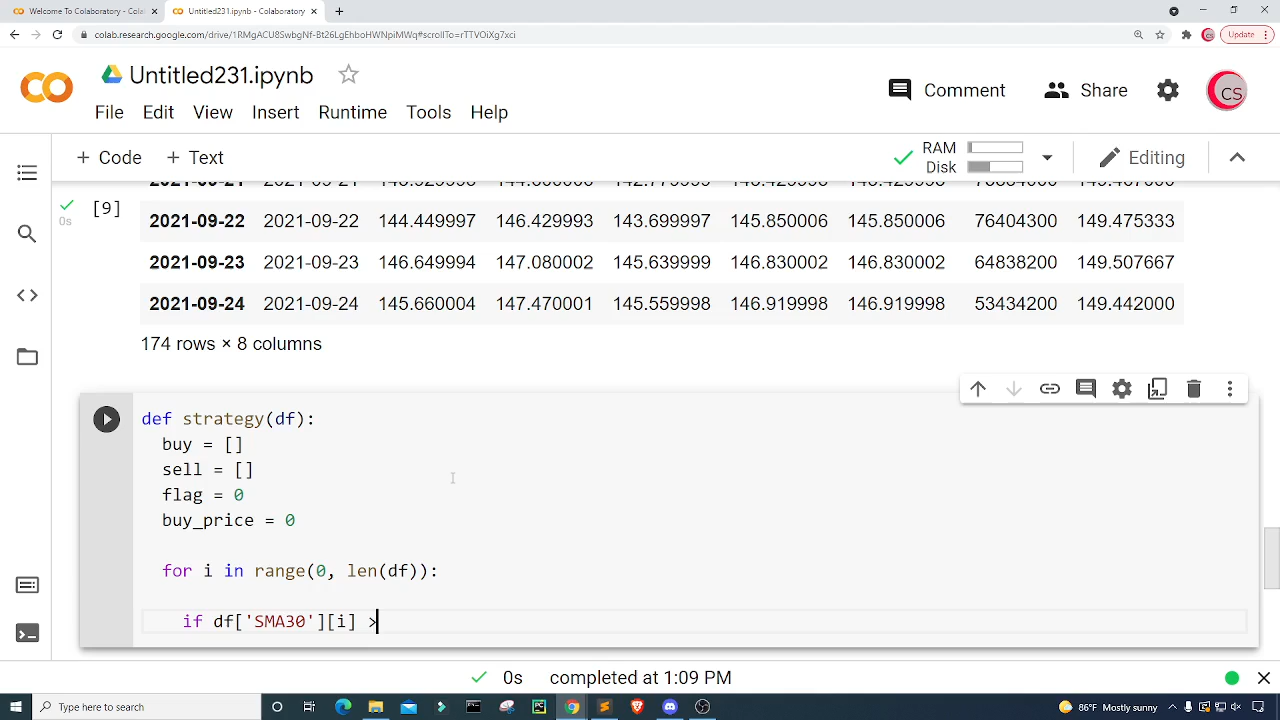 Welcome To Colaboratory - Colab
Untitled231.ipynb - Colaboratory
colab.research.google.com/drive/1RMgACU8SwbgNf-Bt26LgEhboHWNpiMWq#scrollTo=rTTVOiXg7xci
Update
Untitled231.ipynb
File Edit View Insert Runtime Tools Help
Comment
Share
CS
+ Code + Text
RAM
Disk
Editing
[9]
0s
2021-09-22 2021-09-22 144.449997 146.429993 143.699997 145.850006 145.850006 76404300 149.475333
2021-09-23 2021-09-23 146.649994 147.080002 145.639999 146.830002 146.830002 64838200 149.507667
2021-09-24 2021-09-24 145.660004 147.470001 145.559998 146.919998 146.919998 53434200 149.442000
174 rows × 8 columns
def strategy(df):
buy = []
sell = []
flag = 0
buy_price = 0
for i in range(0, len(df)):
if df['SMA30'][i] >
0s completed at 1:09 PM
Type here to search
86°F Mostly sunny